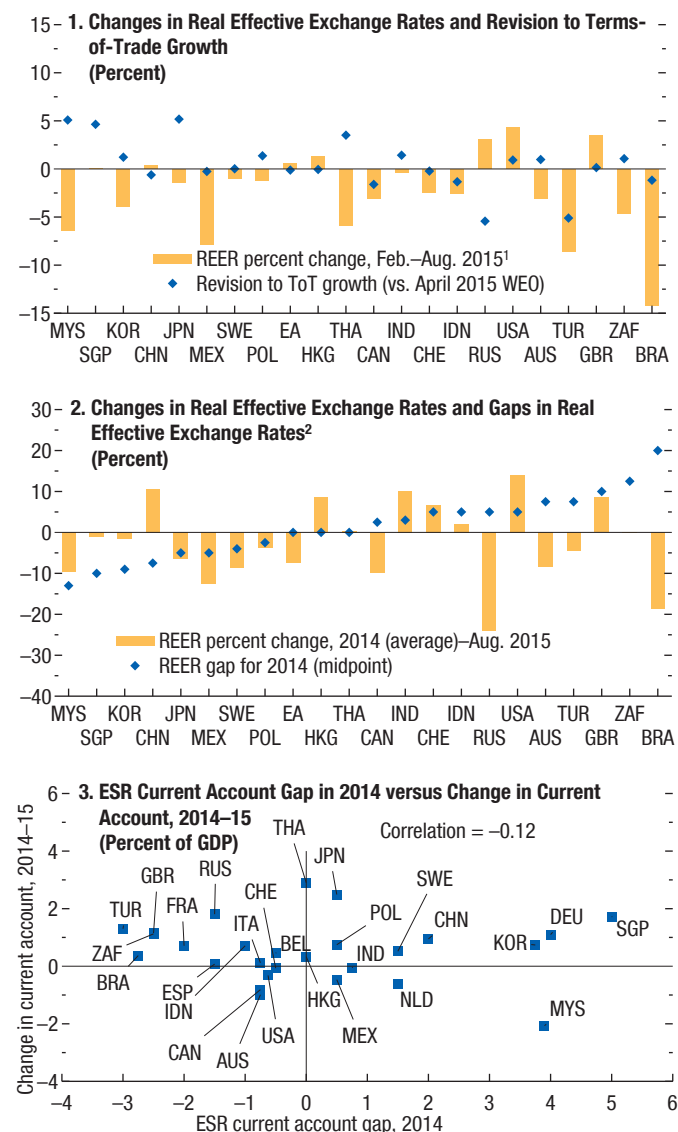 1. Changes in Real Effective Exchange Rates and Revision to Terms-
of-Trade Growth
(Percent)
15
10
5
0
–5
–10
–15
REER percent change, Feb.–Aug. 2015¹
Revision to ToT growth (vs. April 2015 WEO)
MYS KOR JPN SWE EA THA IND IDN USA TUR ZAF
SGP CHN MEX POL HKG CAN CHE RUS AUS GBR BRA
2. Changes in Real Effective Exchange Rates and Gaps in Real
Effective Exchange Rates²
(Percent)
30
20
10
0
–10
–20
–30
–40
REER percent change, 2014 (average)–Aug. 2015
REER gap for 2014 (midpoint)
MYS KOR JPN SWE EA THA IND IDN USA TUR ZAF
SGP CHN MEX POL HKG CAN CHE RUS AUS GBR BRA
3. ESR Current Account Gap in 2014 versus Change in Current
Account, 2014–15
(Percent of GDP)
Correlation = –0.12
Change in current account, 2014–15
6
4
2
0
–2
–4
THA
JPN
RUS
GBR
CHE
SWE
TUR
FRA
ITA
POL
CHN
DEU
SGP
ZAF
BEL
IND
KOR
BRA
ESP
IDN
HKG
NLD
MYS
USA
MEX
CAN
AUS
–4 –3 –2 –1 0 1 2 3 4 5 6
ESR current account gap, 2014